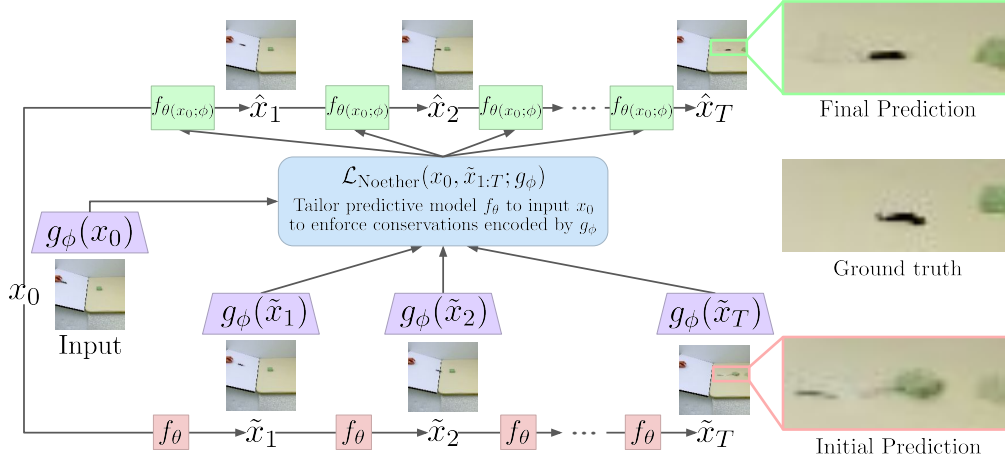 f_{θ(x_0;ϕ)} x̂_1 f_{θ(x_0;ϕ)} x̂_2 f_{θ(x_0;ϕ)} ⋯ f_{θ(x_0;ϕ)} x̂_T
Final Prediction
ℒ_Noether(x_0, x̃_{1:T}; g_ϕ)
Tailor predictive model f_θ to input x_0
to enforce conservations encoded by g_ϕ
g_ϕ(x_0)
Ground truth
x_0
Input
g_ϕ(x̃_1) g_ϕ(x̃_2) g_ϕ(x̃_T)
f_θ x̃_1 f_θ x̃_2 f_θ ⋯ f_θ x̃_T
Initial Prediction